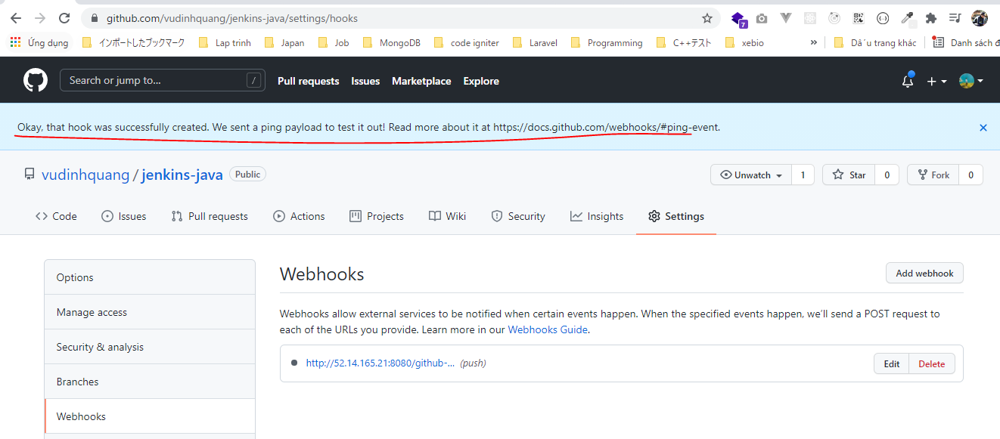 github.com/vudinhquang/jenkins-java/settings/hooks
7
Ứng dụng インポートしたブックマーク Lap trinh Japan Job MongoDB code igniter Laravel Programming C++テスト xebio » Dấu trang khác Danh sách đ
Search or jump to... / Pull requests Issues Marketplace Explore
Okay, that hook was successfully created. We sent a ping payload to test it out! Read more about it at https://docs.github.com/webhooks/#ping-event.
vudinhquang / jenkins-java Public Unwatch 1 Star 0 Fork 0
Code Issues Pull requests Actions Projects Wiki Security Insights Settings
Options
Manage access
Security & analysis
Branches
Webhooks
Webhooks Add webhook
Webhooks allow external services to be notified when certain events happen. When the specified events happen, we'll send a POST request to
each of the URLs you provide. Learn more in our Webhooks Guide.
http://52.14.165.21:8080/github-... (push) Edit Delete